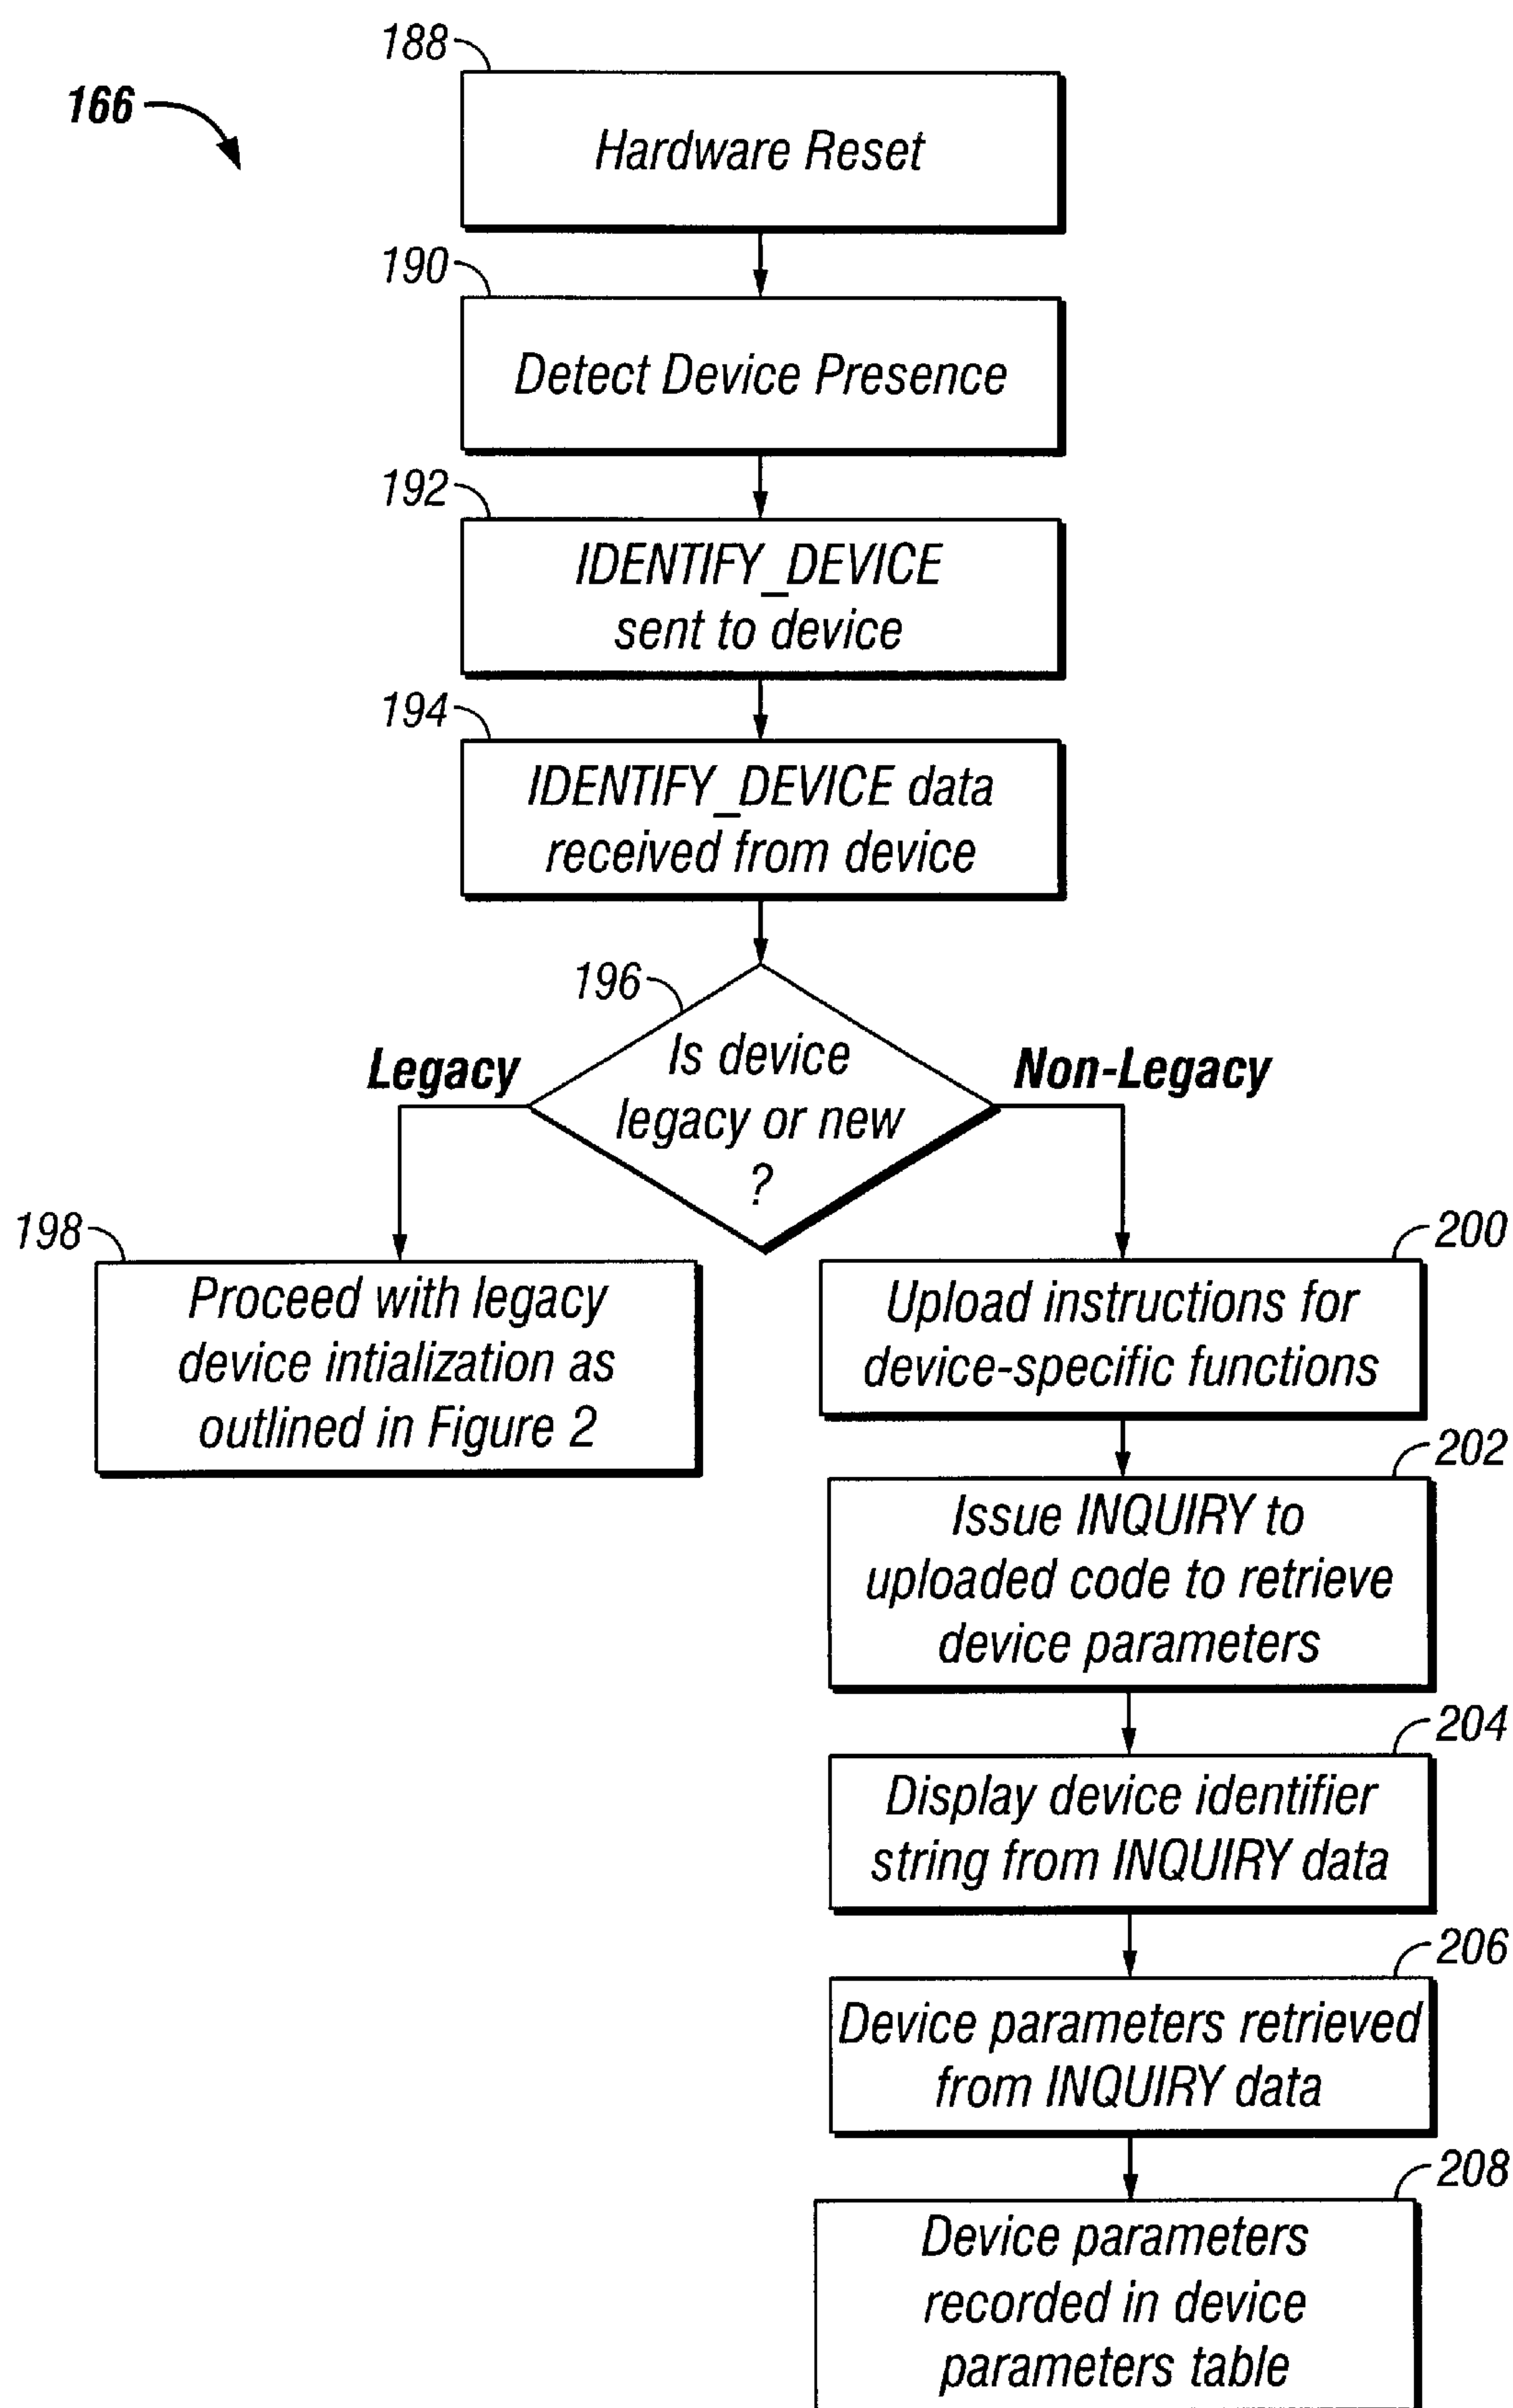 188
166
Hardware Reset
190
Detect Device Presence
192
IDENTIFY_DEVICE
sent to device
194
IDENTIFY_DEVICE data
received from device
196
Is device
legacy or new
?
Legacy
Non-Legacy
198
Proceed with legacy
device intialization as
outlined in Figure 2
200
Upload instructions for
device-specific functions
202
Issue INQUIRY to
uploaded code to retrieve
device parameters
204
Display device identifier
string from INQUIRY data
206
Device parameters retrieved
from INQUIRY data
208
Device parameters
recorded in device
parameters table